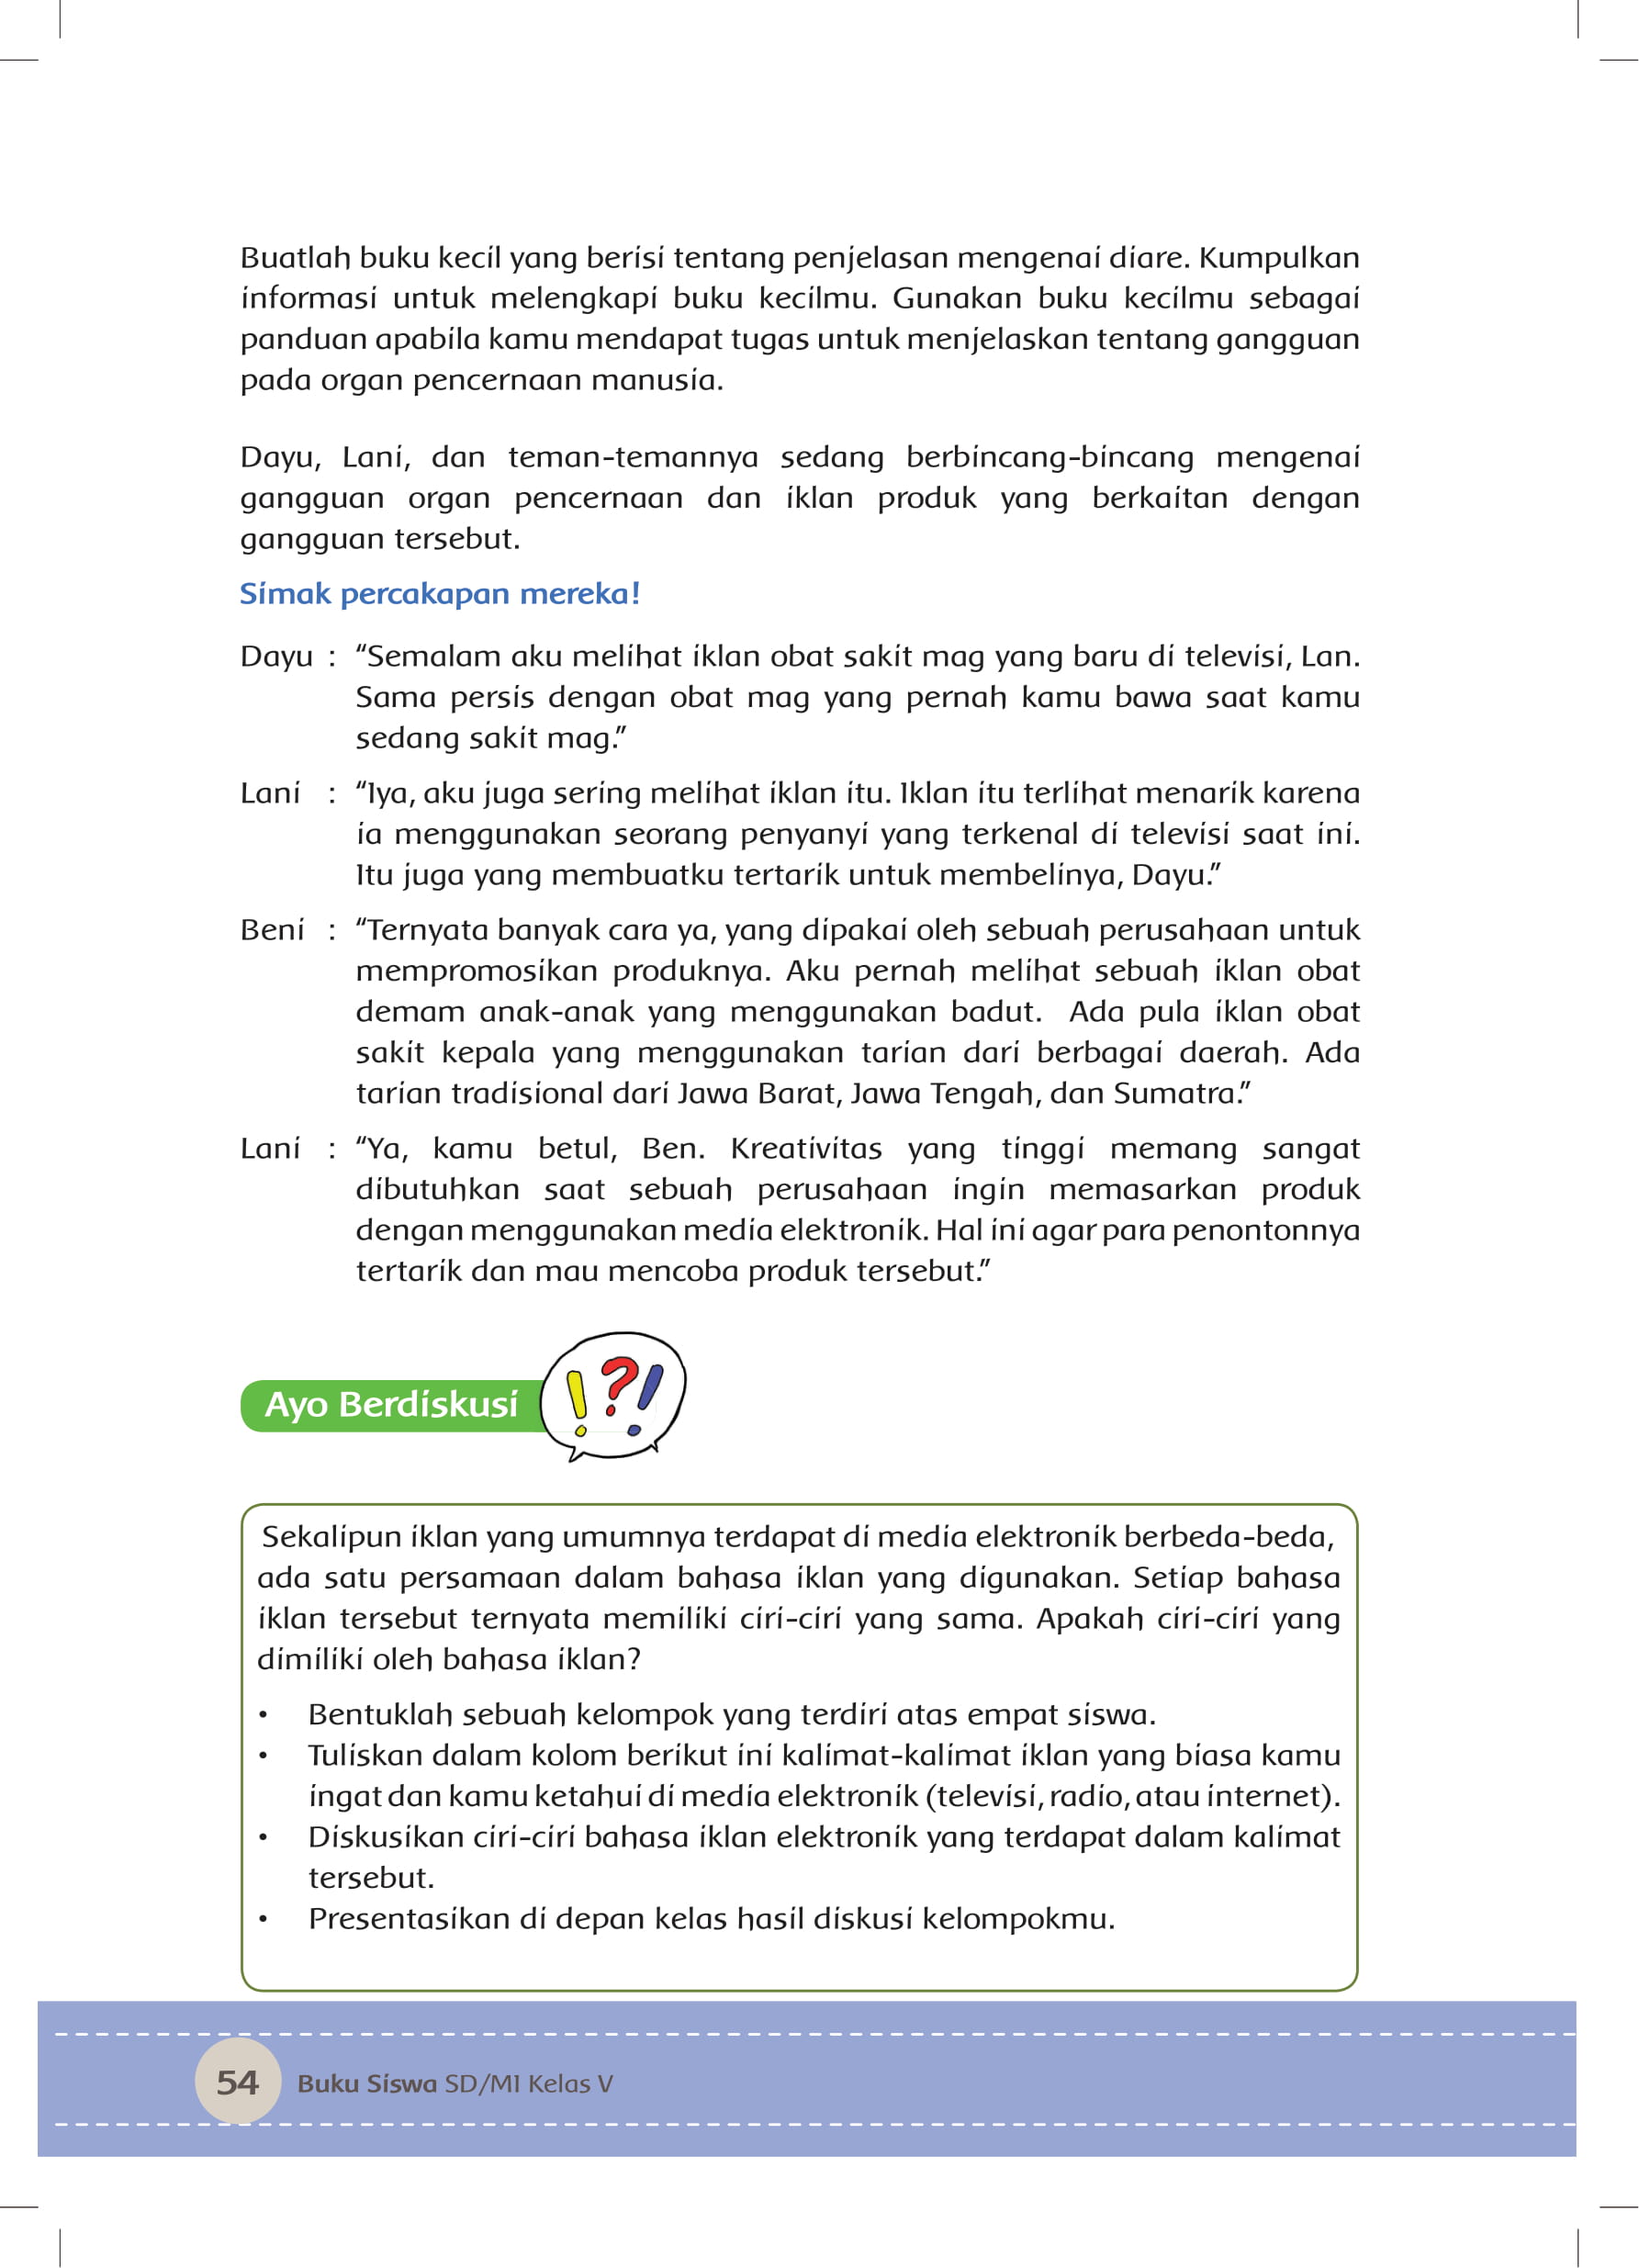 Buatlah buku kecil yang berisi tentang penjelasan mengenai diare. Kumpulkan
informasi untuk melengkapi buku kecilmu. Gunakan buku kecilmu sebagai
panduan apabila kamu mendapat tugas untuk menjelaskan tentang gangguan
pada organ pencernaan manusia.
Dayu, Lani, dan teman-temannya sedang berbincang-bincang mengenai
gangguan organ pencernaan dan iklan produk yang berkaitan dengan
gangguan tersebut.
Simak percakapan mereka!
Dayu : “Semalam aku melihat iklan obat sakit mag yang baru di televisi, Lan.
Sama persis dengan obat mag yang pernah kamu bawa saat kamu
sedang sakit mag.”
Lani : “Iya, aku juga sering melihat iklan itu. Iklan itu terlihat menarik karena
ia menggunakan seorang penyanyi yang terkenal di televisi saat ini.
Itu juga yang membuatku tertarik untuk membelinya, Dayu.”
Beni : “Ternyata banyak cara ya, yang dipakai oleh sebuah perusahaan untuk
mempromosikan produknya. Aku pernah melihat sebuah iklan obat
demam anak-anak yang menggunakan badut. Ada pula iklan obat
sakit kepala yang menggunakan tarian dari berbagai daerah. Ada
tarian tradisional dari Jawa Barat, Jawa Tengah, dan Sumatra.”
Lani : “Ya, kamu betul, Ben. Kreativitas yang tinggi memang sangat
dibutuhkan saat sebuah perusahaan ingin memasarkan produk
dengan menggunakan media elektronik. Hal ini agar para penontonnya
tertarik dan mau mencoba produk tersebut.”
Ayo Berdiskusi !?!
Sekalipun iklan yang umumnya terdapat di media elektronik berbeda-beda,
ada satu persamaan dalam bahasa iklan yang digunakan. Setiap bahasa
iklan tersebut ternyata memiliki ciri-ciri yang sama. Apakah ciri-ciri yang
dimiliki oleh bahasa iklan?
• Bentuklah sebuah kelompok yang terdiri atas empat siswa.
• Tuliskan dalam kolom berikut ini kalimat-kalimat iklan yang biasa kamu
ingat dan kamu ketahui di media elektronik (televisi, radio, atau internet).
• Diskusikan ciri-ciri bahasa iklan elektronik yang terdapat dalam kalimat
tersebut.
• Presentasikan di depan kelas hasil diskusi kelompokmu.
54 Buku Siswa SD/MI Kelas V